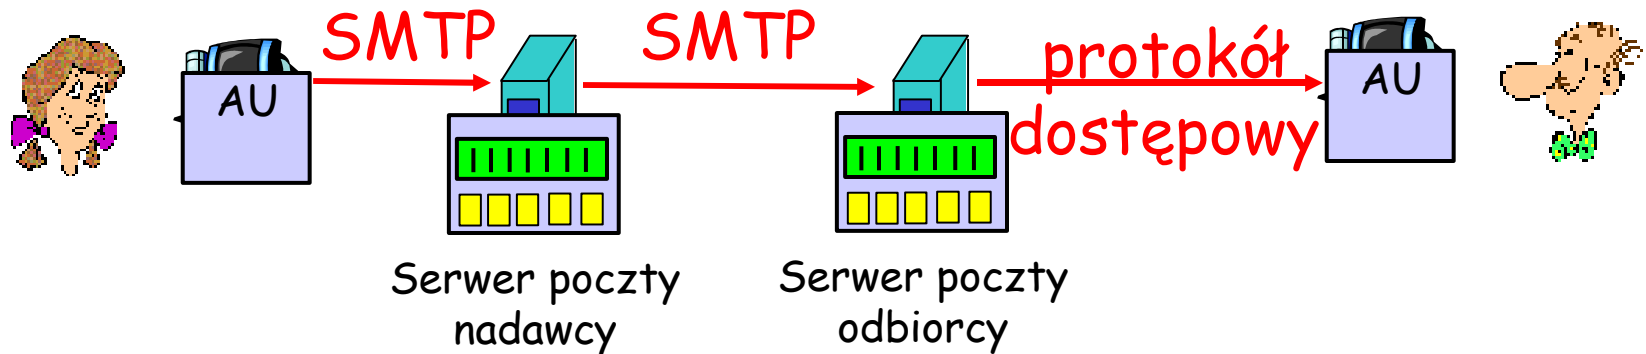 SMTP
SMTP
protokół
dostępowy
AU
AU
Serwer poczty
nadawcy
Serwer poczty
odbiorcy